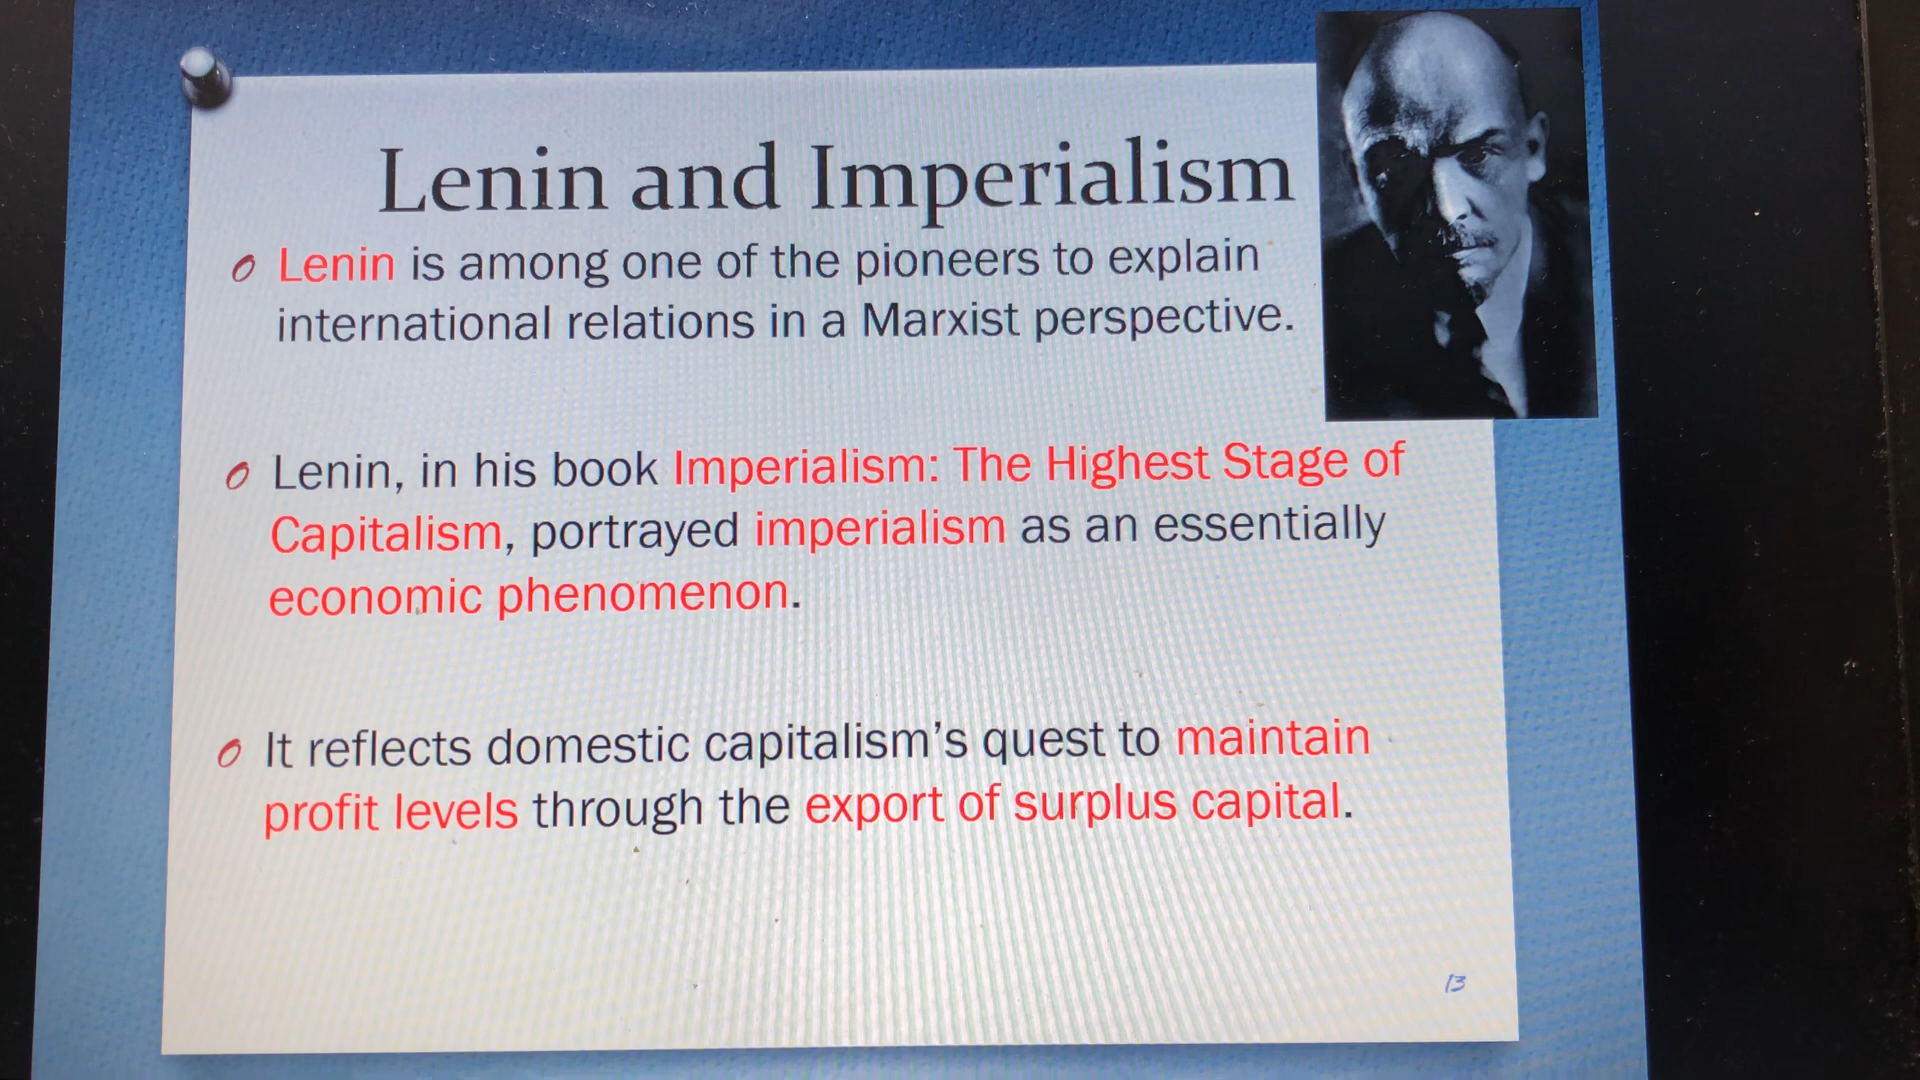 Lenin and Imperialism
Lenin is among one of the pioneers to explain
international relations in a Marxist perspective.
Lenin, in his book Imperialism: The Highest Stage of
Capitalism, portrayed imperialism as an essentially
economic phenomenon.
It reflects domestic capitalism’s quest to maintain
profit levels through the export of surplus capital.
13